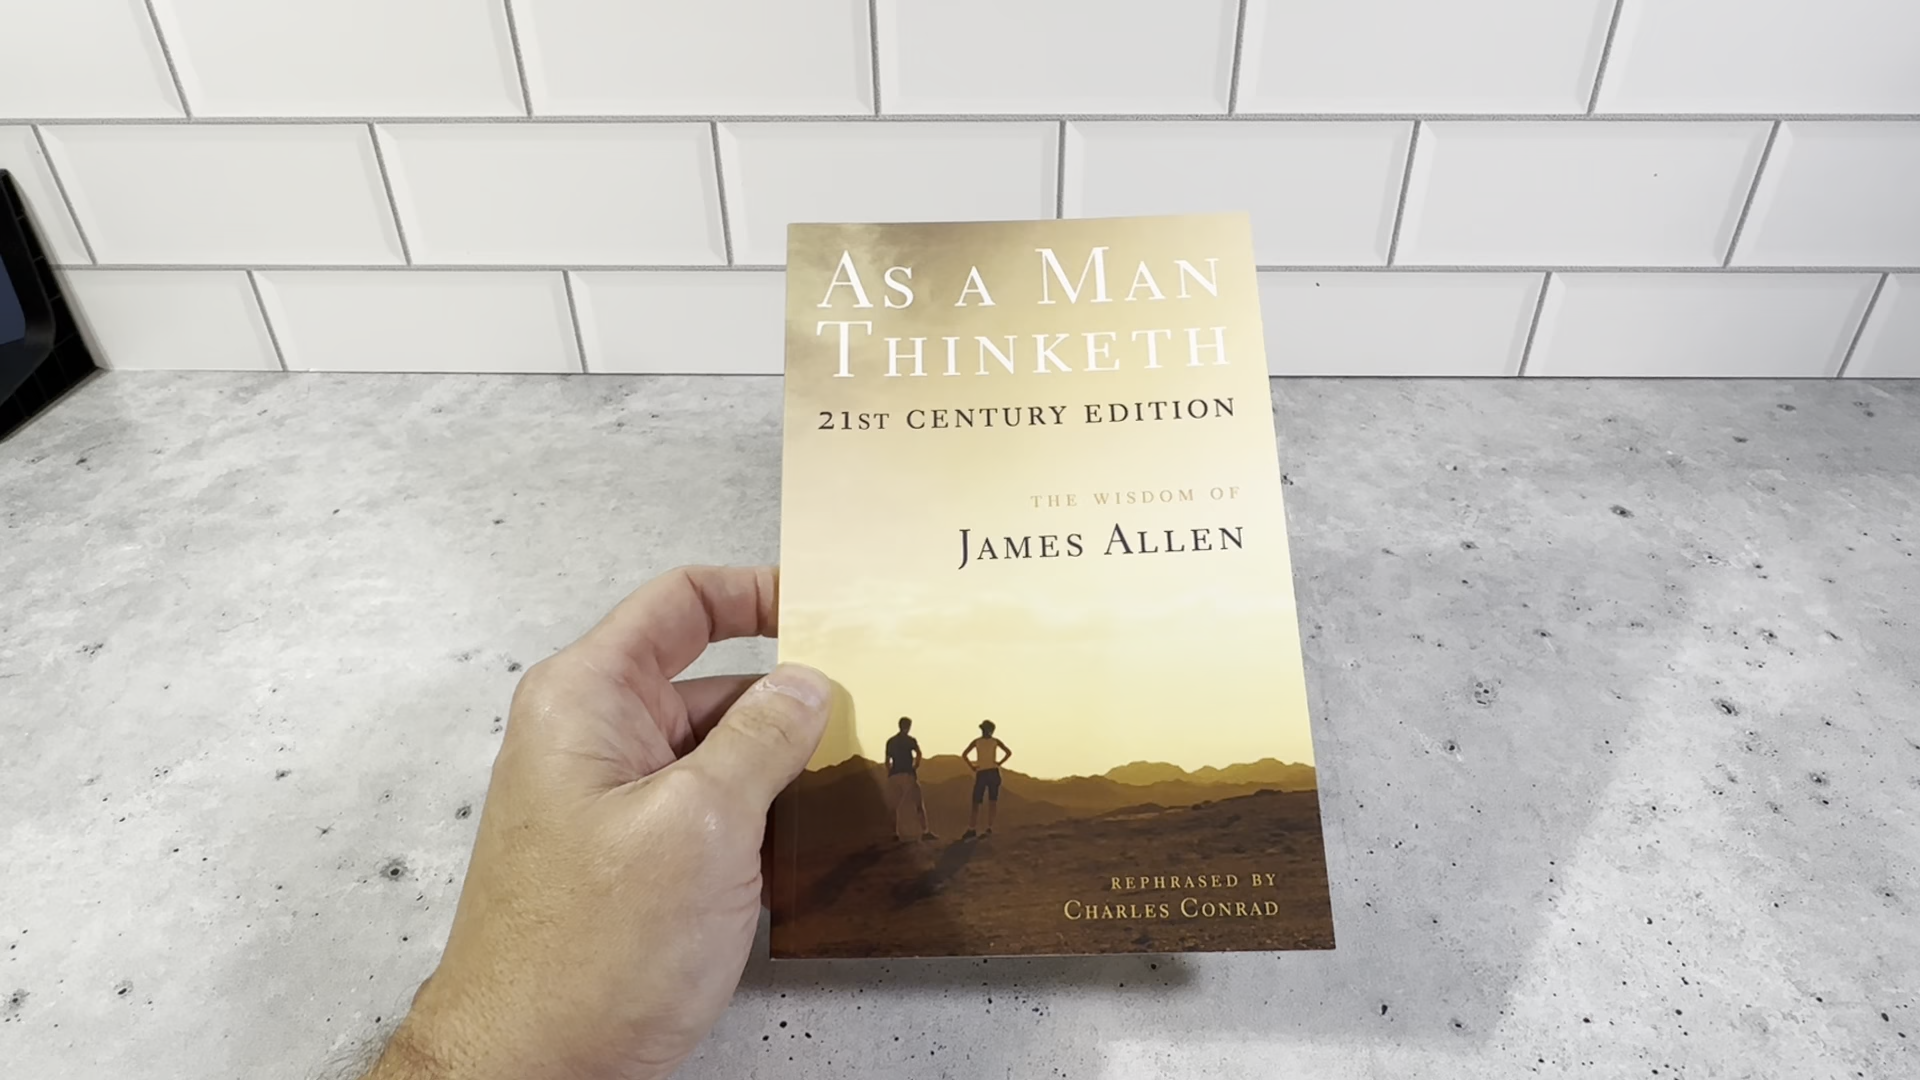 As a Man
Thinketh
21st Century Edition
The Wisdom of
James Allen
Rephrased by
Charles Conrad